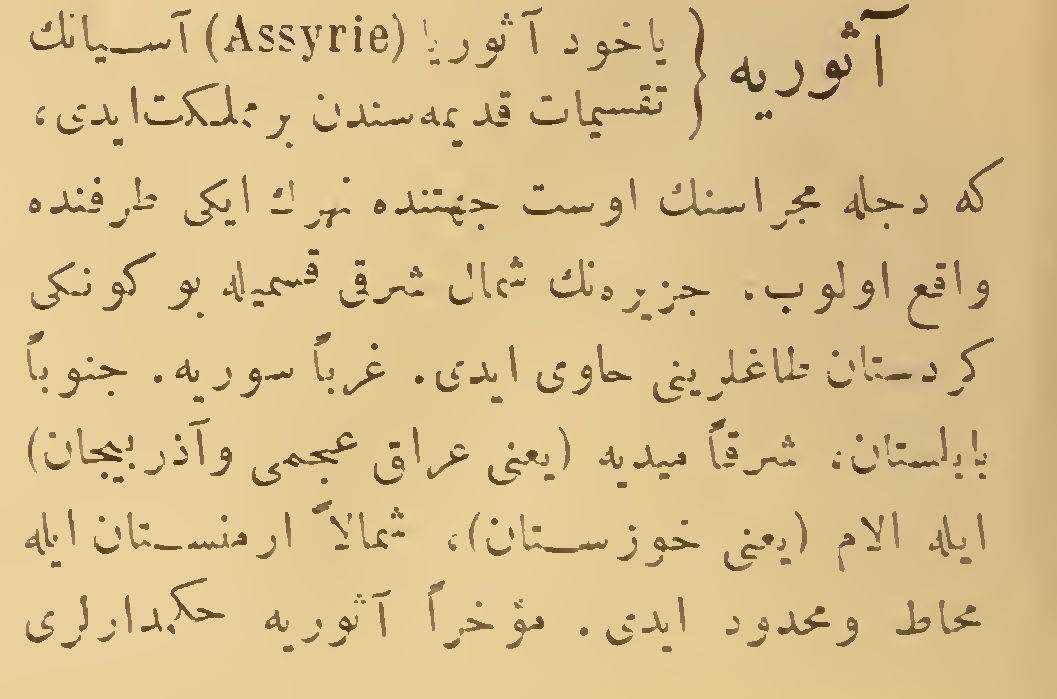 آثوریه { یاخود آثوریا (Assyrie) آسیانك
تقسیمات قدیمه‌سندن بر مملکت ایدی،
که دجله مجراسنك اوست جهتنده نهرك ایکی طرفنده
واقع اولوب، جزیره‌نك شمال شرقی قسمیله بو کونکی
کردستان طاغلرینی حاوی ایدی. غرباً سوریه، جنوباً
بابلستان، شرقاً میدیه (یعنی عراق عجمی وآذربیجان)
ایله الام (یعنی خوزستان)، شمالاً ارمنستان ایله
محاط ومحدود ایدی. مؤخراً آثوریه حکمدارلری